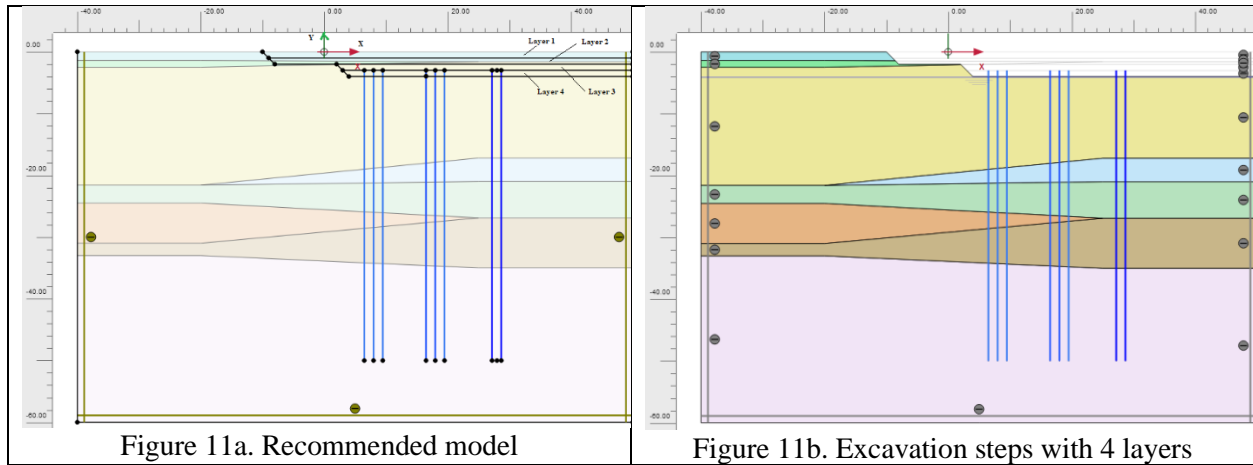 -40.00
-20.00
0.00
20.00
40.00
0.00
-20.00
-40.00
-60.00
Y
X
X
Layer 1
Layer 2
Layer 3
Layer 4
Figure 11a. Recommended model
-40.00
-20.00
0.00
20.00
40.00
0.00
-20.00
-40.00
-60.00
X
Figure 11b. Excavation steps with 4 layers